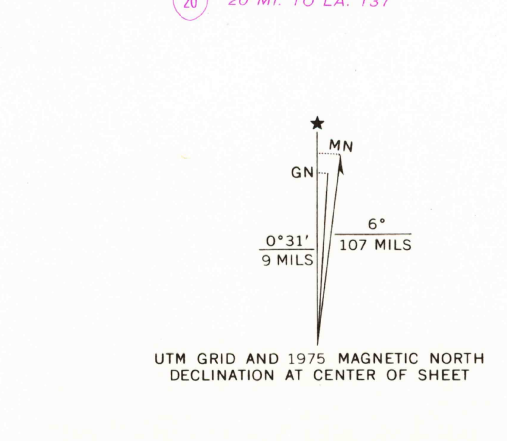 20 20 MI. TO LA. 137
★
MN
GN
6°
0°31'
107 MILS
9 MILS
UTM GRID AND 1975 MAGNETIC NORTH
DECLINATION AT CENTER OF SHEET